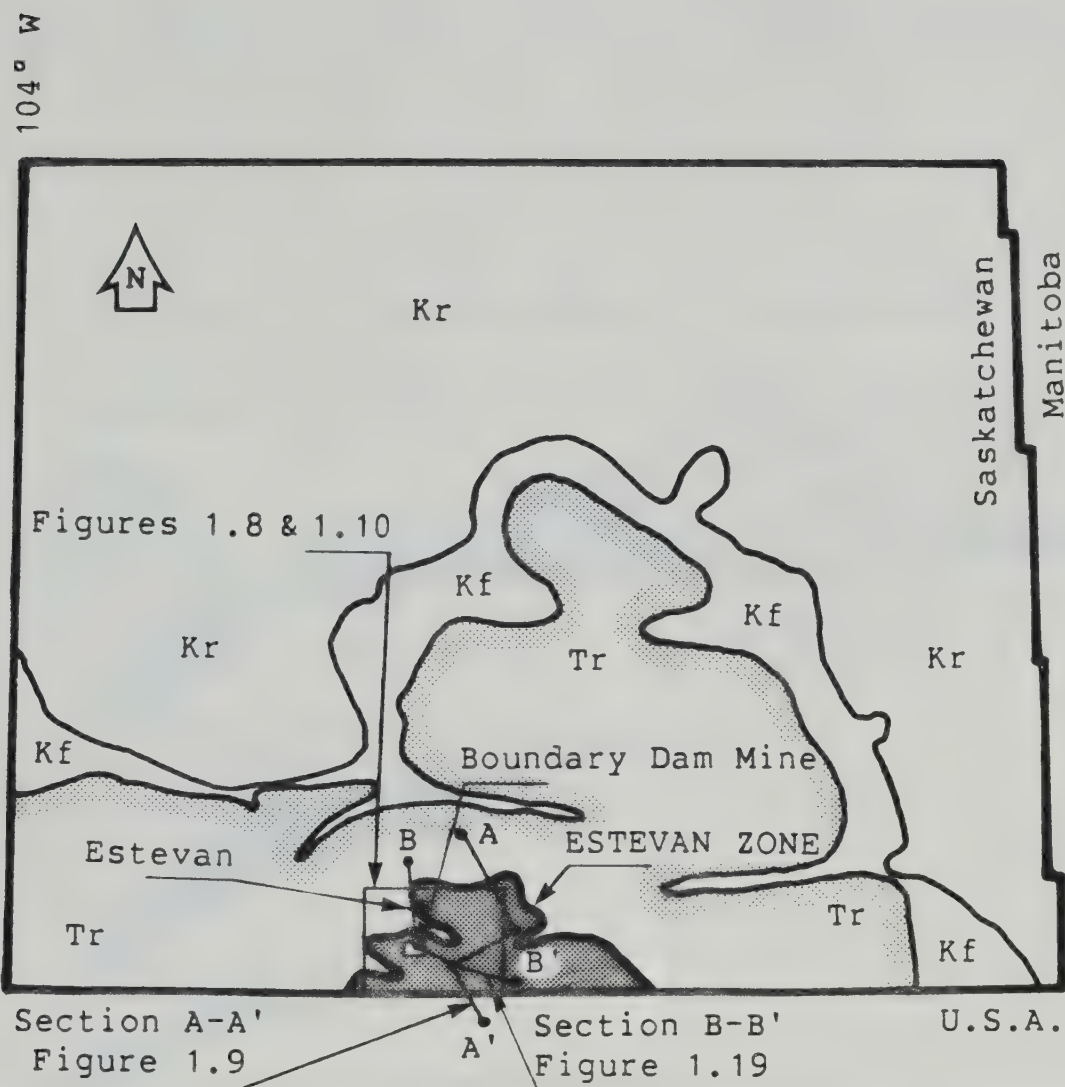 104° W
N
Kr
Saskatchewan
Manitoba
Figures 1.8 & 1.10
Kf
Kf
Kr
Tr
Kr
Kf
Boundary Dam Mine
B
A
ESTEVAN ZONE
Estevan
Tr
Tr
B'
Kf
Section A-A'
Figure 1.9
A'
Section B-B'
Figure 1.19
U.S.A.